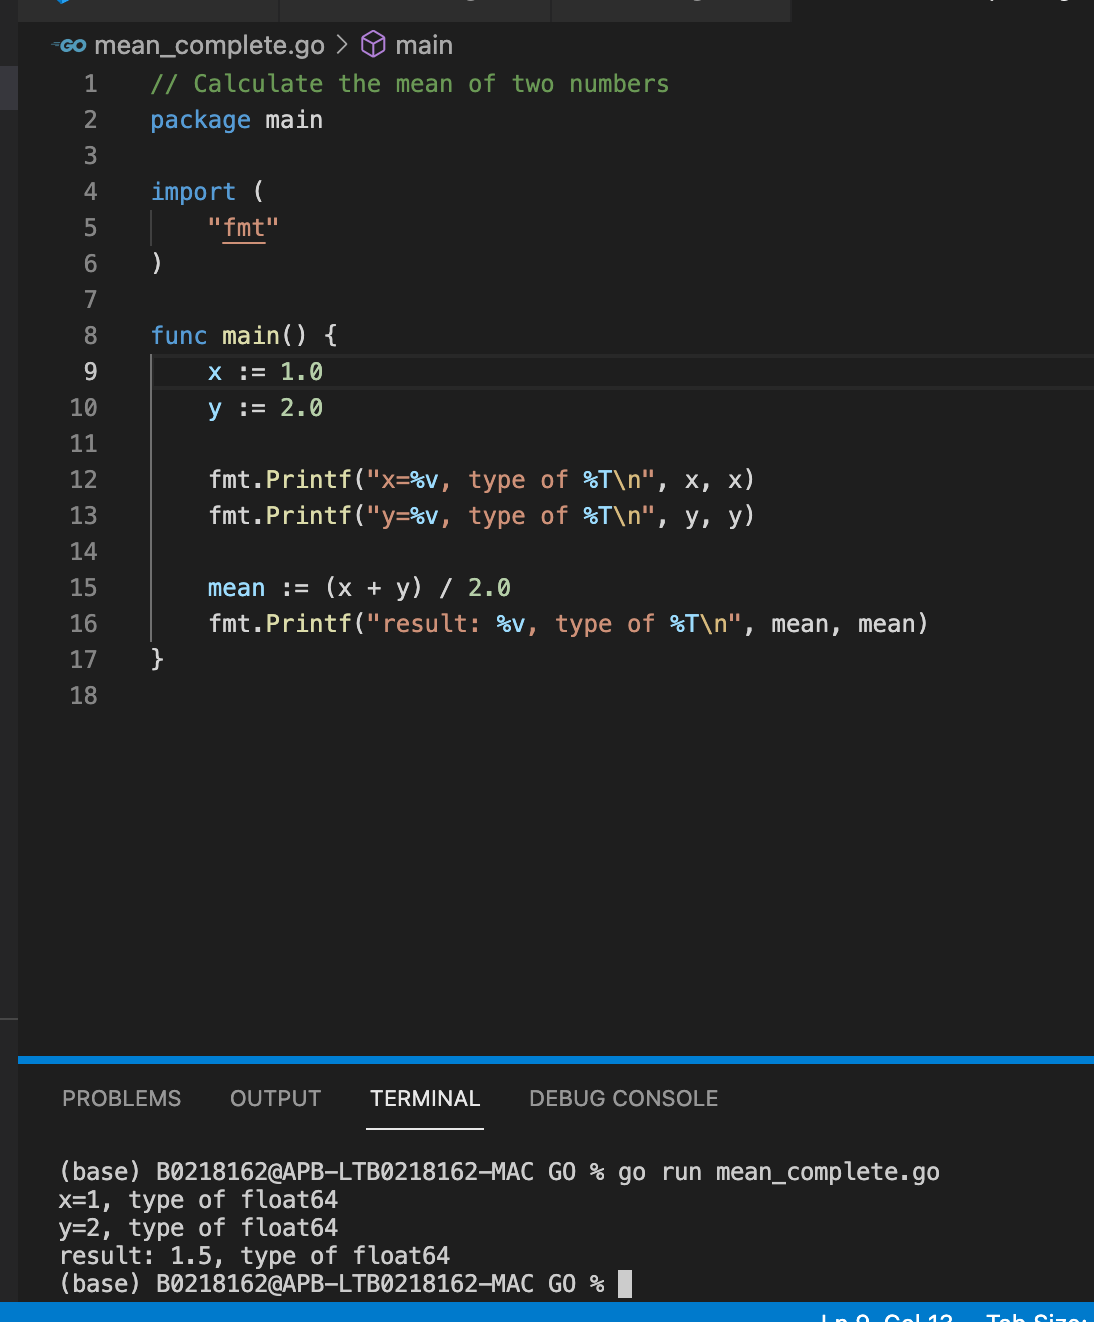 GO mean_complete.go > main
1 // Calculate the mean of two numbers
2 package main
3
4 import (
5     "fmt"
6 )
7
8 func main() {
9     x := 1.0
10     y := 2.0
11
12     fmt.Printf("x=%v, type of %T\n", x, x)
13     fmt.Printf("y=%v, type of %T\n", y, y)
14
15     mean := (x + y) / 2.0
16     fmt.Printf("result: %v, type of %T\n", mean, mean)
17 }
18
PROBLEMS OUTPUT TERMINAL DEBUG CONSOLE
(base) B0218162@APB-LTB0218162-MAC GO % go run mean_complete.go
x=1, type of float64
y=2, type of float64
result: 1.5, type of float64
(base) B0218162@APB-LTB0218162-MAC GO %
Ln 9, Col 13 Tab Size: